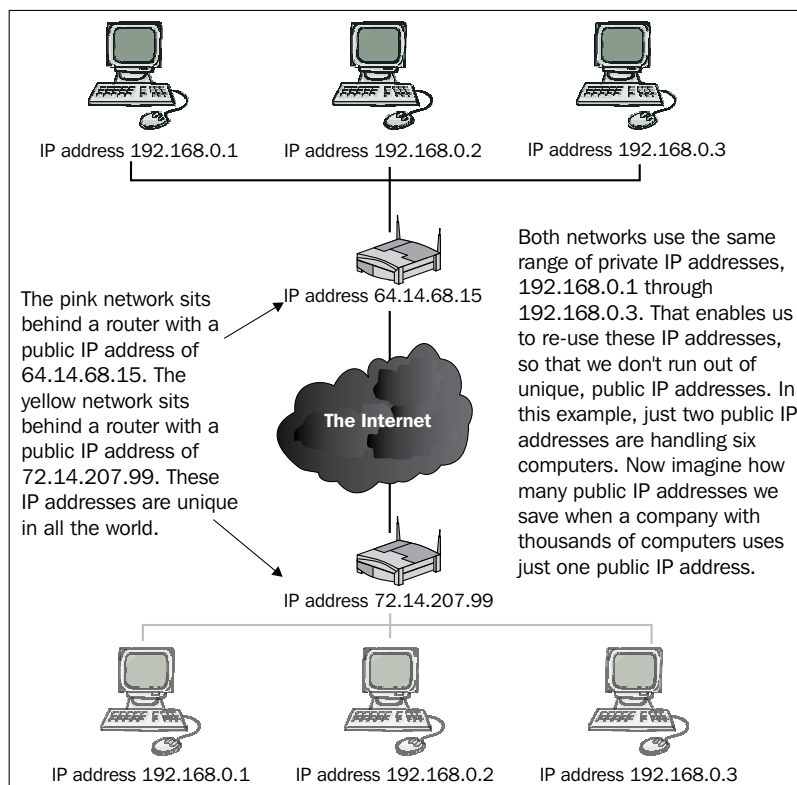 IP address 192.168.0.1
IP address 192.168.0.2
IP address 192.168.0.3
IP address 64.14.68.15
The pink network sits
behind a router with a
public IP address of
64.14.68.15. The
yellow network sits
behind a router with a
public IP address of
72.14.207.99. These
IP addresses are unique
in all the world.
The Internet
Both networks use the same
range of private IP addresses,
192.168.0.1 through
192.168.0.3. That enables us
to re-use these IP addresses,
so that we don't run out of
unique, public IP addresses. In
this example, just two public IP
addresses are handling six
computers. Now imagine how
many public IP addresses we
save when a company with
thousands of computers uses
just one public IP address.
IP address 72.14.207.99
IP address 192.168.0.1
IP address 192.168.0.2
IP address 192.168.0.3